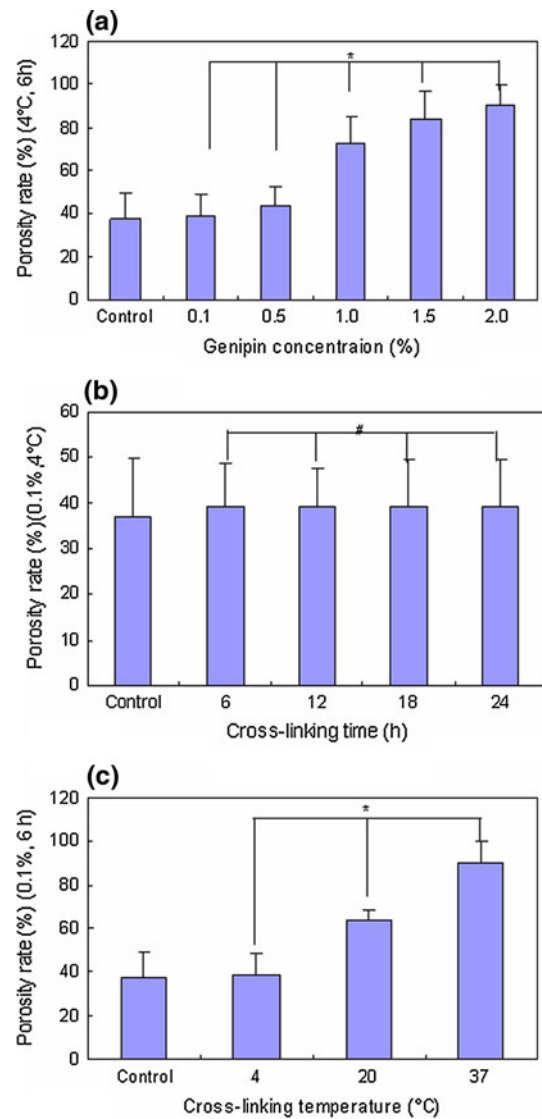 (a)
120
100
80
60
40
20
0
Porosity rate (%) (4°C, 6h)
*
Control 0.1 0.5 1.0 1.5 2.0
Genipin concentraion (%)
(b)
60
50
40
30
20
10
0
Porosity rate (%)(0.1%,4°C)
#
Control 6 12 18 24
Cross-linking time (h)
(c)
120
100
80
60
40
20
0
Porosity rate (%) (0.1%, 6 h)
*
Control 4 20 37
Cross-linking temperature (°C)